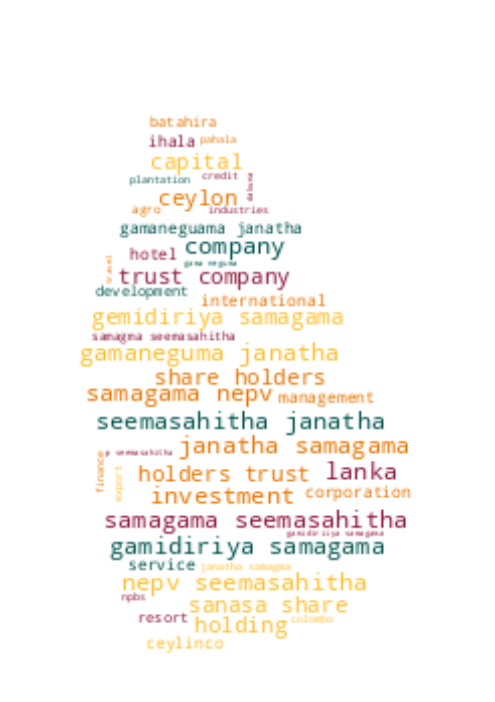 batahira
ihala pahala
capital
plantation credit
ceylon
agro industries
gamaneguama janatha
company
hotel gama neguma
travel
trust company
development
international
gemidiriya samagama
samagma seemasahitha
gamaneguma janatha
share holders
samagama nepv management
seemasahitha janatha
janatha samagama
p seemasahitha
finance
export
holders trust lanka
investment corporation
samagama seemasahitha
gamidiriya samagama
service janatha samagma
nepv seemasahitha
npbs
sanasa share
resort holding colombo
ceylinco